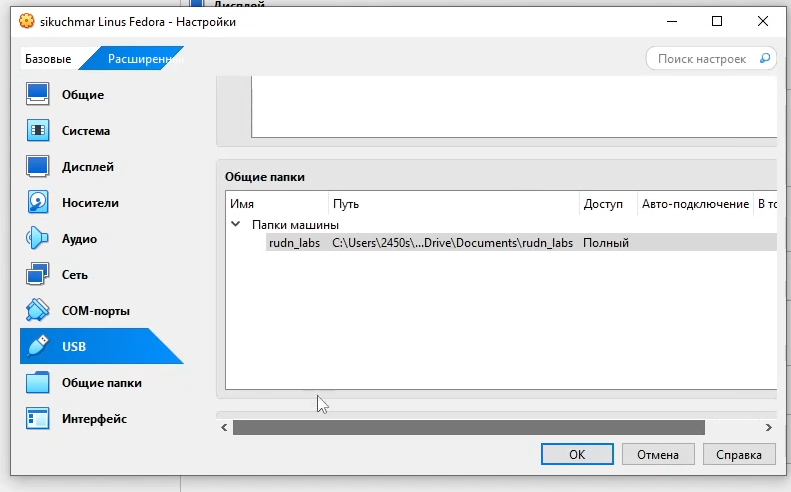 Дисплей
sikuchmar Linus Fedora - Настройки
Базовые
Расширенн
Поиск настроек
Общие
Система
Дисплей
Носители
Аудио
Сеть
COM-порты
USB
Общие папки
Интерфейс
Общие папки
Имя Путь Доступ Авто-подключение В то
Папки машины
rudn_labs C:\Users\2450s\...Drive\Documents\rudn_labs Полный
OK Отмена Справка